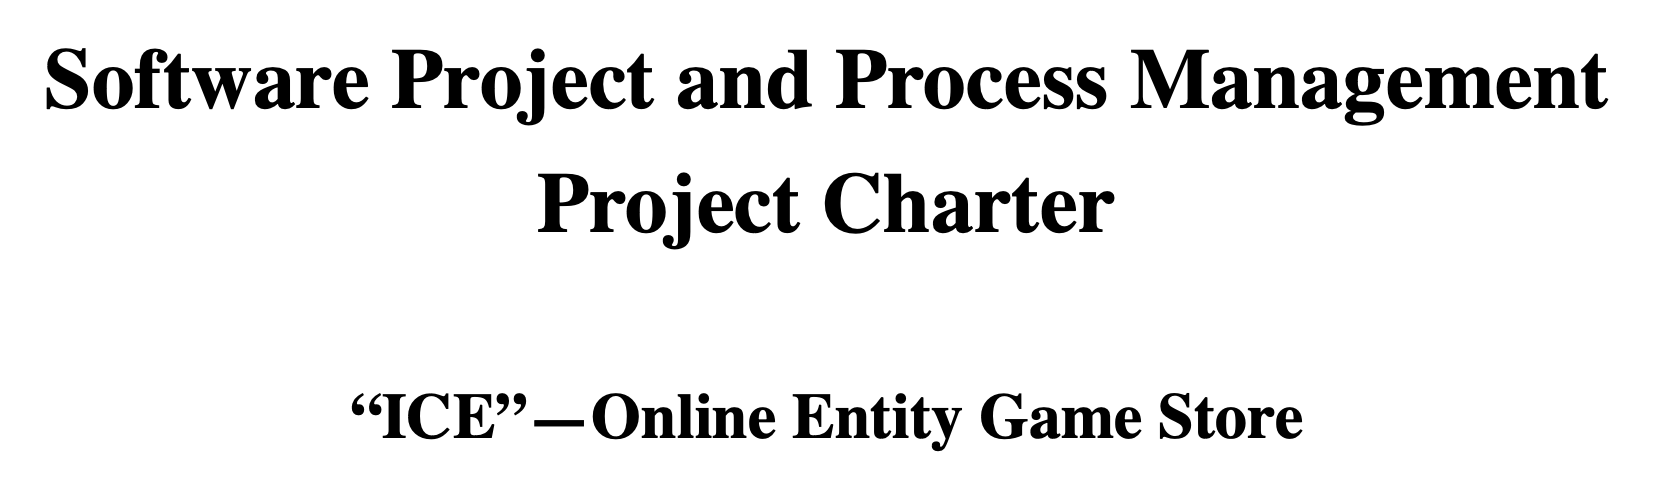 Software Project and Process Management
Project Charter
“ICE”—Online Entity Game Store